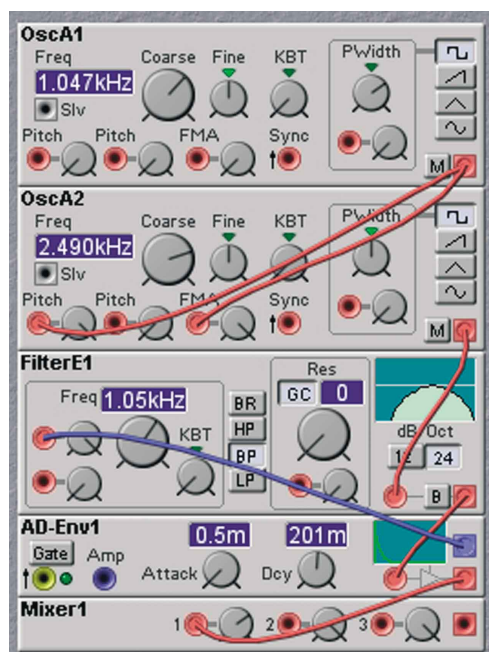 OscA1
Freq Coarse Fine KBT PWidth
1.047kHz
Slv
Pitch Pitch FMA Sync
M
OscA2
Freq Coarse Fine KBT PWidth
2.490kHz
Slv
Pitch Pitch FMA Sync
M
FilterE1
Res
Freq 1.05kHz BR GC 0
HP
KBT dB/Oct
BP 12 24
LP
B
AD-Env1
0.5m 201m
Gate Amp
Attack Dcy
Mixer1
1 2 3